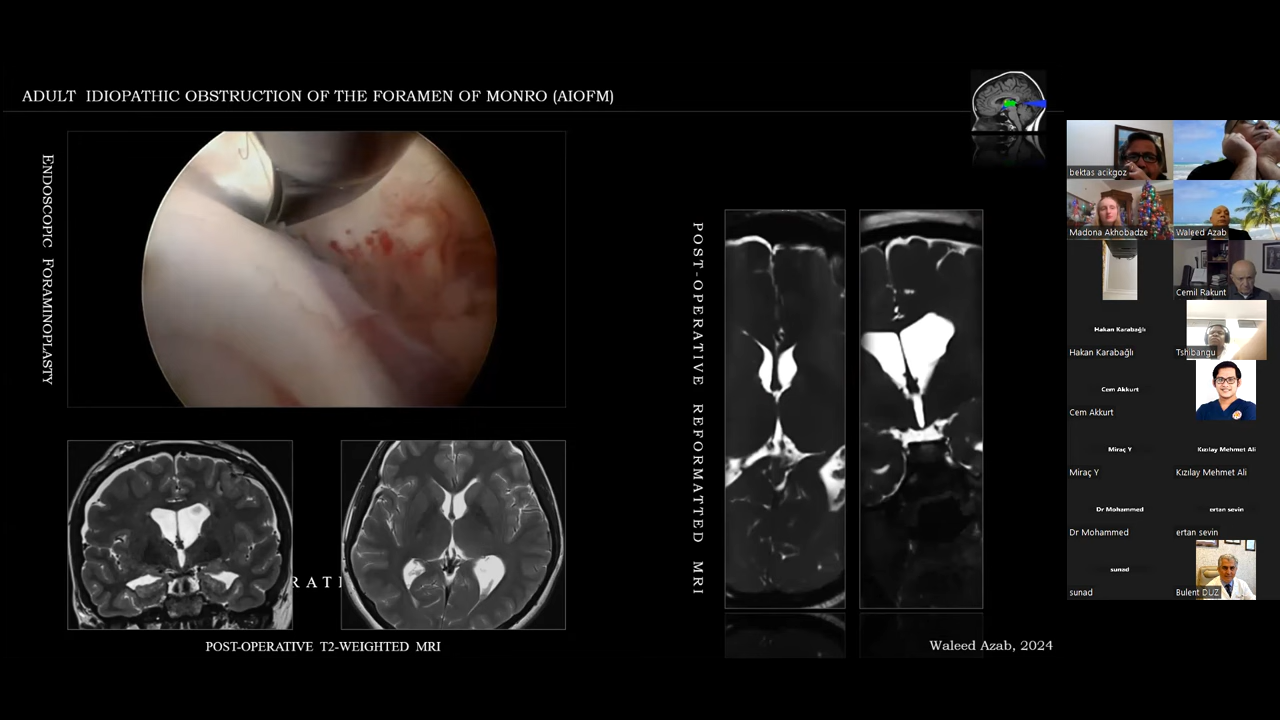 ADULT IDIOPATHIC OBSTRUCTION OF THE FORAMEN OF MONRO (AIOFM)
ENDOSCOPIC FORAMINOPLASTY
POST-OPERATIVE REFORMATTED MRI
RATI
POST-OPERATIVE T2-WEIGHTED MRI
Waleed Azab, 2024
bektas acikgoz
Madona Akhobadze
Waleed Azab
Cemil Rakunt
Hakan Karabağlı
Hakan Karabağlı
Tshibangu
Cem Akkurt
Cem Akkurt
Miraç Y
Kızılay Mehmet Ali
Miraç Y
Kızılay Mehmet Ali
Dr Mohammed
ertan sevin
Dr Mohammed
ertan sevin
sunad
sunad
Bulent DUZ